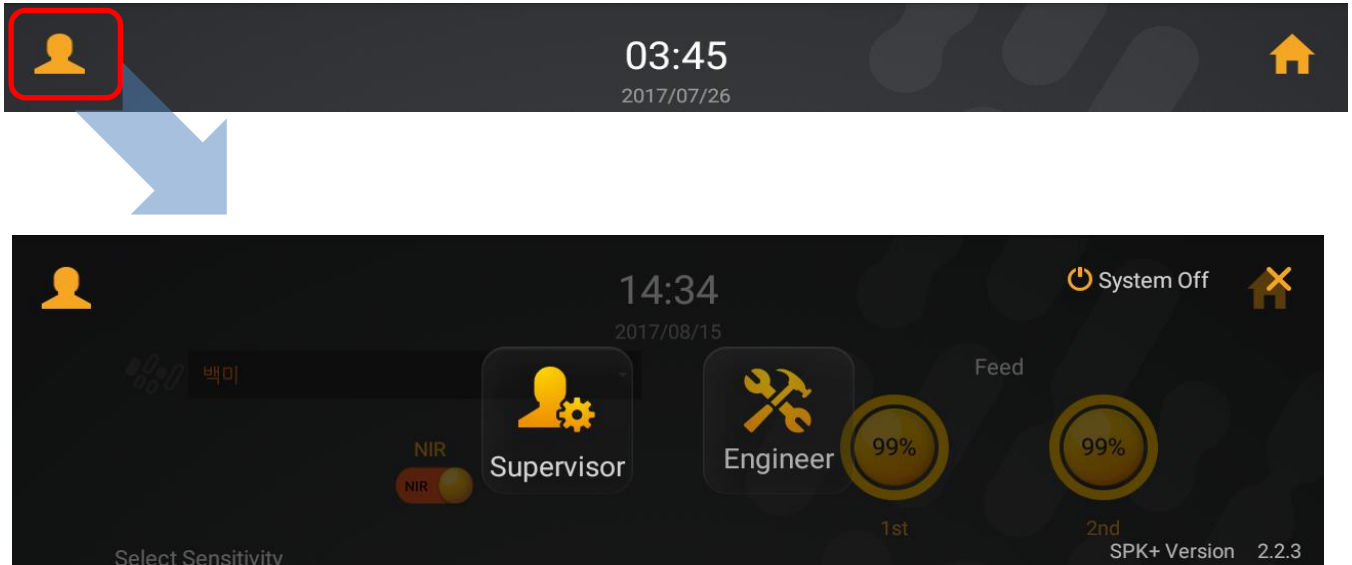 03:45
2017/07/26
14:34
System Off
2017/08/15
백미
Feed
NIR
NIR
Supervisor
Engineer
99%
99%
1st
2nd
SPK+ Version 2.2.3
Select Sensitivity